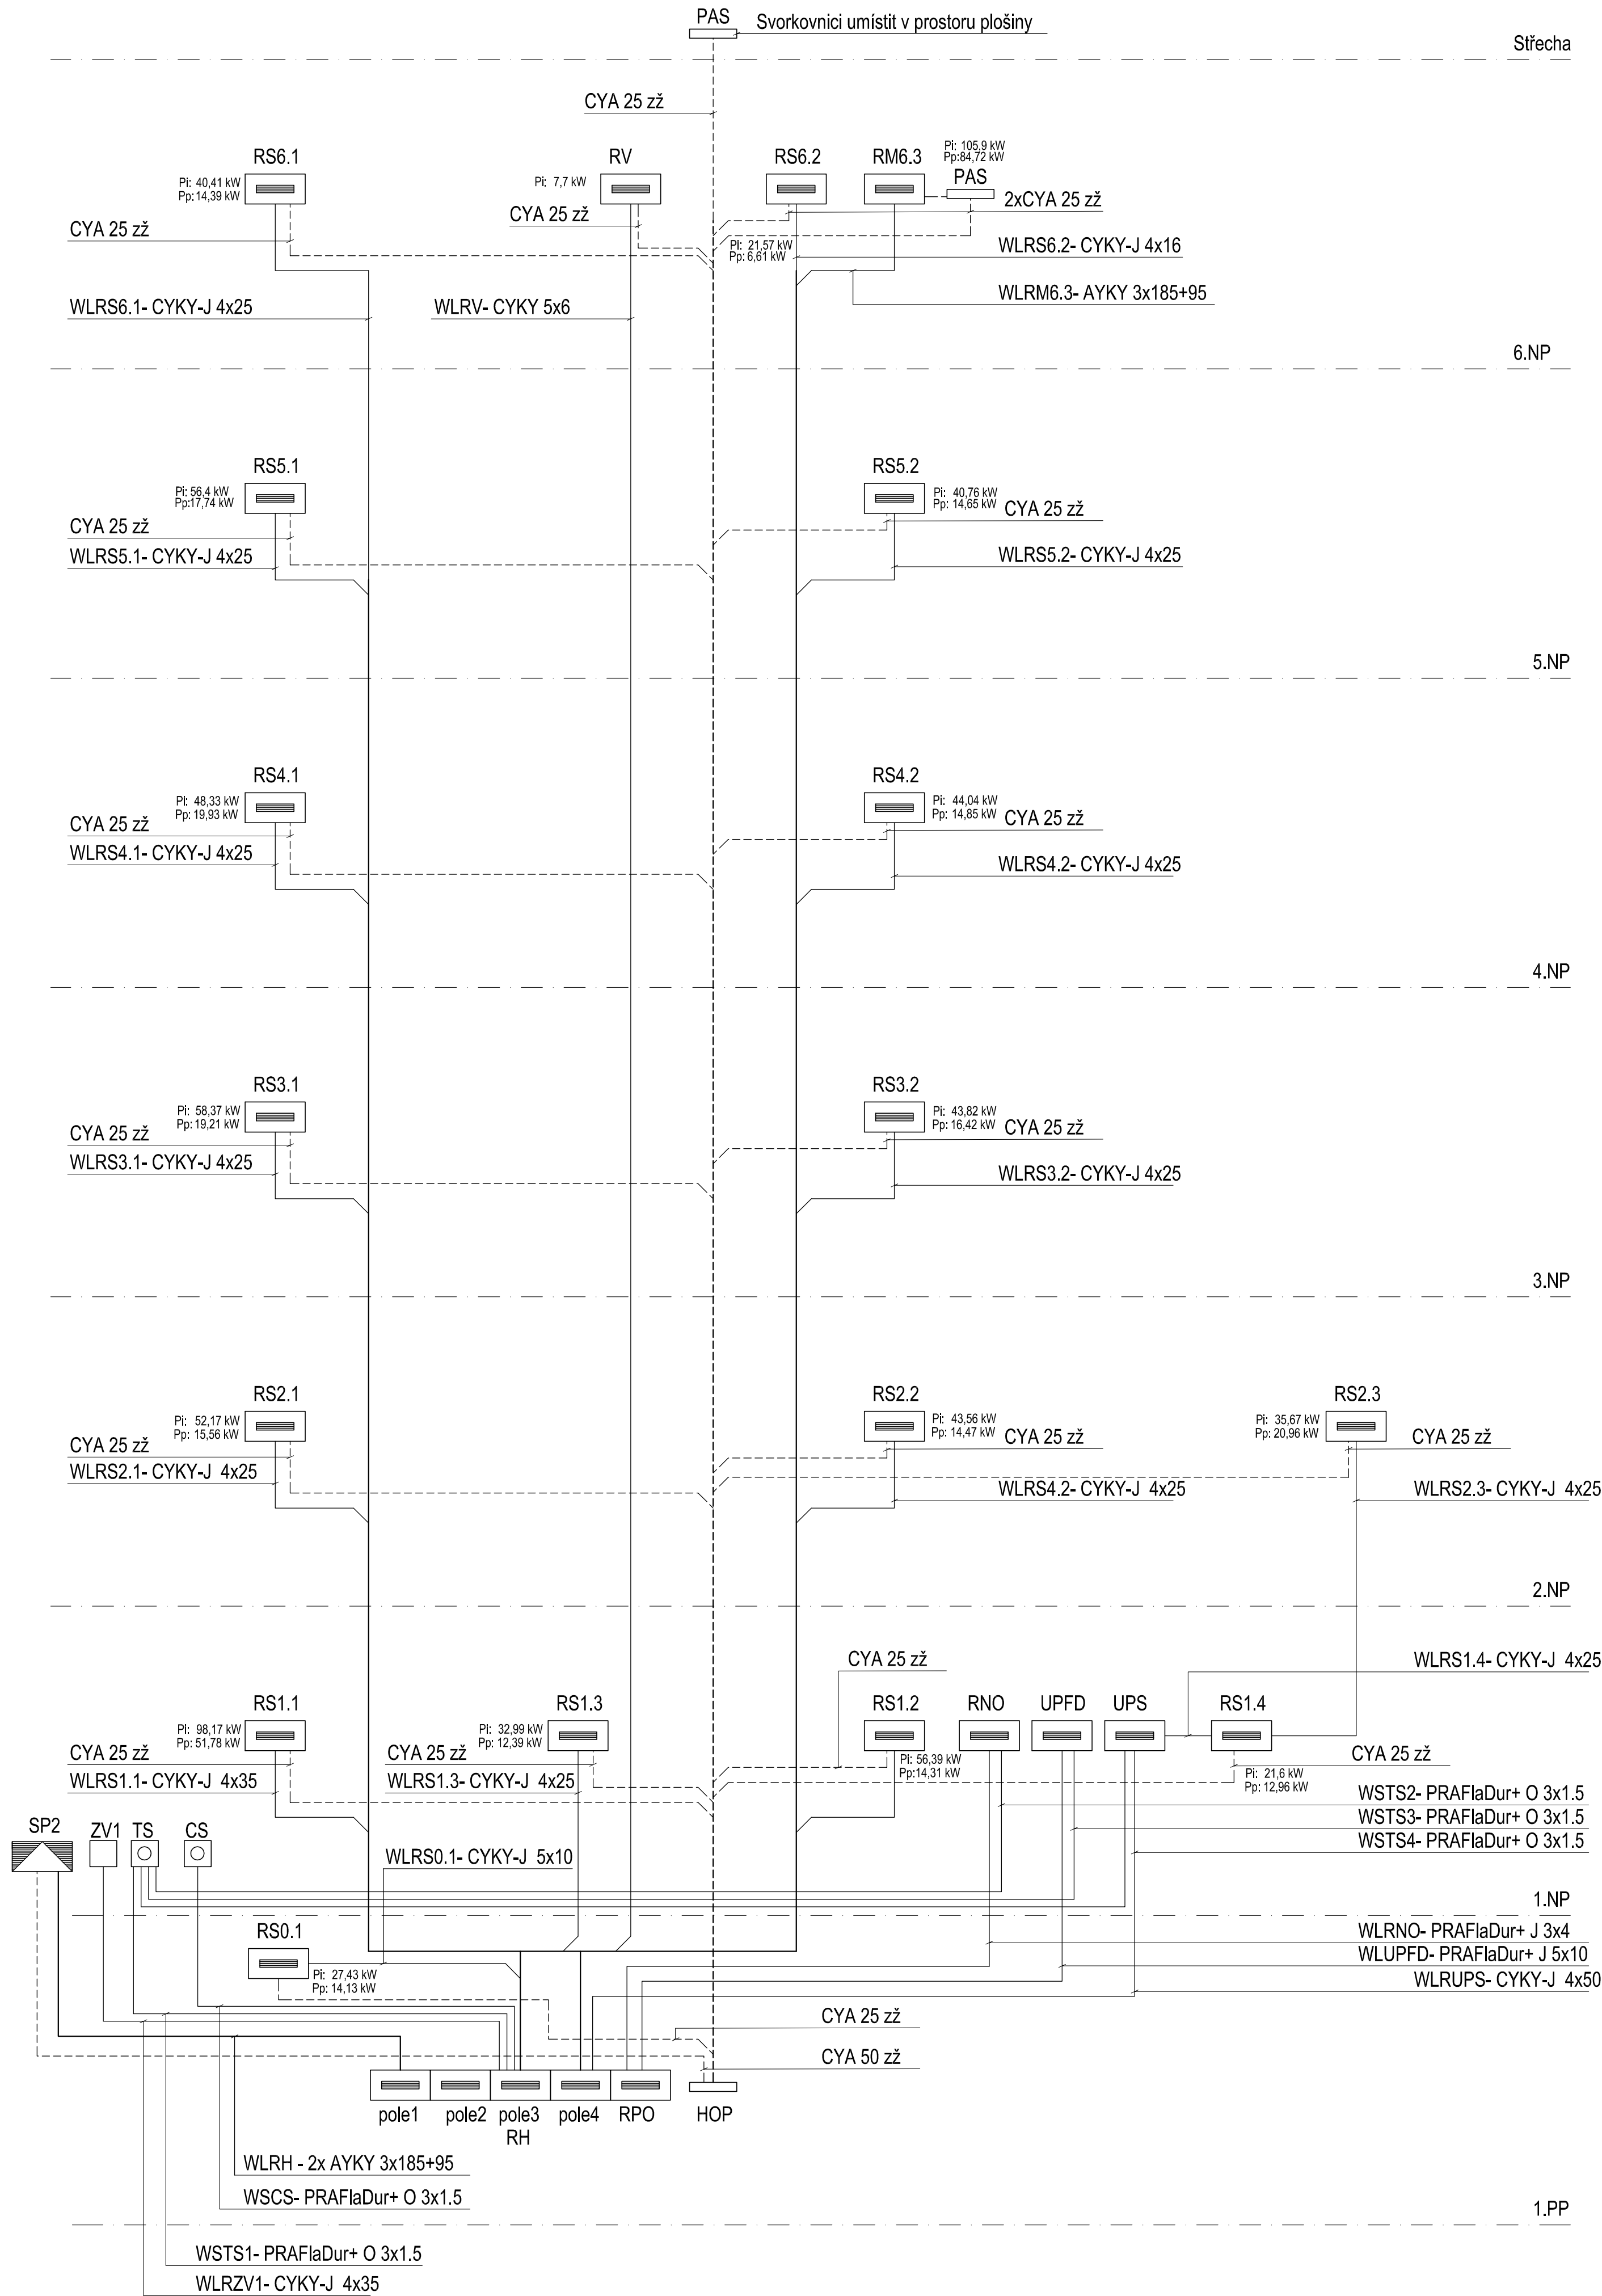 PAS
Svorkovnici umístit v prostoru plošiny
Střecha
CYA 25 zž
RS6.1
Pi: 40,41 kW
Pp: 14,39 kW
CYA 25 zž
WLRS6.1- CYKY-J 4x25
RV
Pi: 7,7 kW
CYA 25 zž
WLRV- CYKY 5x6
RS6.2
Pi: 21,57 kW
Pp: 6,61 kW
RM6.3
Pi: 105,9 kW
Pp:84,72 kW
PAS
2xCYA 25 zž
WLRS6.2- CYKY-J 4x16
WLRM6.3- AYKY 3x185+95
6.NP
RS5.1
Pi: 56,4 kW
Pp:17,74 kW
CYA 25 zž
WLRS5.1- CYKY-J 4x25
RS5.2
Pi: 40,76 kW
Pp: 14,65 kW
CYA 25 zž
WLRS5.2- CYKY-J 4x25
5.NP
RS4.1
Pi: 48,33 kW
Pp: 19,93 kW
CYA 25 zž
WLRS4.1- CYKY-J 4x25
RS4.2
Pi: 44,04 kW
Pp: 14,85 kW
CYA 25 zž
WLRS4.2- CYKY-J 4x25
4.NP
RS3.1
Pi: 58,37 kW
Pp: 19,21 kW
CYA 25 zž
WLRS3.1- CYKY-J 4x25
RS3.2
Pi: 43,82 kW
Pp: 16,42 kW
CYA 25 zž
WLRS3.2- CYKY-J 4x25
3.NP
RS2.1
Pi: 52,17 kW
Pp: 15,56 kW
CYA 25 zž
WLRS2.1- CYKY-J 4x25
RS2.2
Pi: 43,56 kW
Pp: 14,47 kW
CYA 25 zž
WLRS4.2- CYKY-J 4x25
RS2.3
Pi: 35,67 kW
Pp: 20,96 kW
CYA 25 zž
WLRS2.3- CYKY-J 4x25
2.NP
CYA 25 zž
WLRS1.4- CYKY-J 4x25
RS1.1
Pi: 98,17 kW
Pp: 51,78 kW
CYA 25 zž
WLRS1.1- CYKY-J 4x35
RS1.3
Pi: 32,99 kW
Pp: 12,39 kW
CYA 25 zž
WLRS1.3- CYKY-J 4x25
RS1.2
Pi: 56,39 kW
Pp:14,31 kW
RNO
UPFD
UPS
RS1.4
Pi: 21,6 kW
Pp: 12,96 kW
CYA 25 zž
WSTS2- PRAFlaDur+ O 3x1.5
WSTS3- PRAFlaDur+ O 3x1.5
WSTS4- PRAFlaDur+ O 3x1.5
SP2
ZV1
TS
CS
WLRS0.1- CYKY-J 5x10
1.NP
RS0.1
Pi: 27,43 kW
Pp: 14,13 kW
WLRNO- PRAFlaDur+ J 3x4
WLUPFD- PRAFlaDur+ J 5x10
WLRUPS- CYKY-J 4x50
CYA 25 zž
CYA 50 zž
pole1
pole2
pole3
RH
pole4
RPO
HOP
WLRH - 2x AYKY 3x185+95
WSCS- PRAFlaDur+ O 3x1.5
1.PP
WSTS1- PRAFlaDur+ O 3x1.5
WLRZV1- CYKY-J 4x35